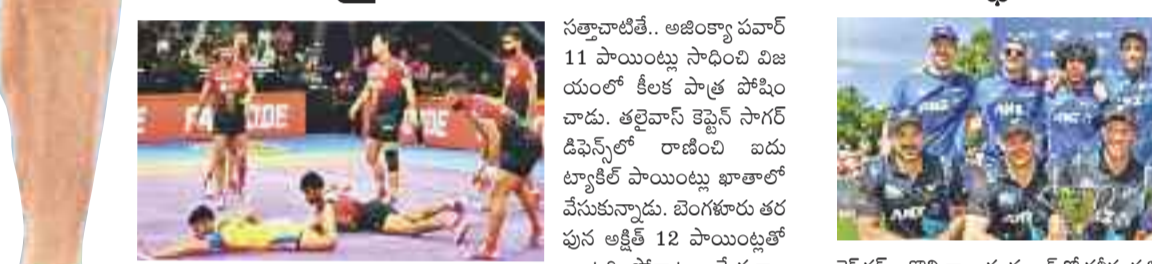 సత్తాచాటితే.. అజింక్యా పవార్
11 పాయింట్లు సాధించి విజ
యంలో కీలక పాత్ర పోషిం
చాడు. తలైవాస్ కెప్టెన్ సాగర్
డిఫెన్స్‌లో రాణించి ఐదు
ట్యాకిల్ పాయింట్లు ఖాతాలో
వేసుకున్నాడు. బెంగళూరు తర
పున అక్షిత్ 12 పాయింట్లతో